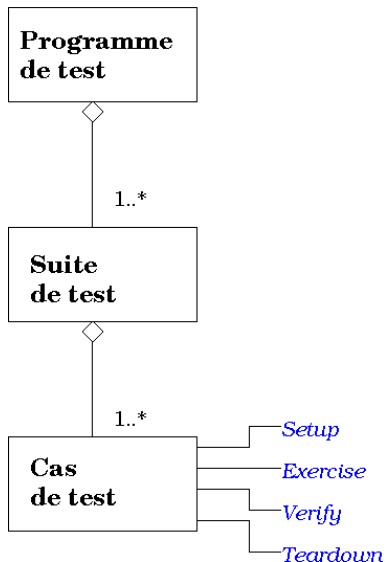 Programme
de test
1..*
Suite
de test
1..*
Cas
de test
Setup
Exercise
Verify
Teardown